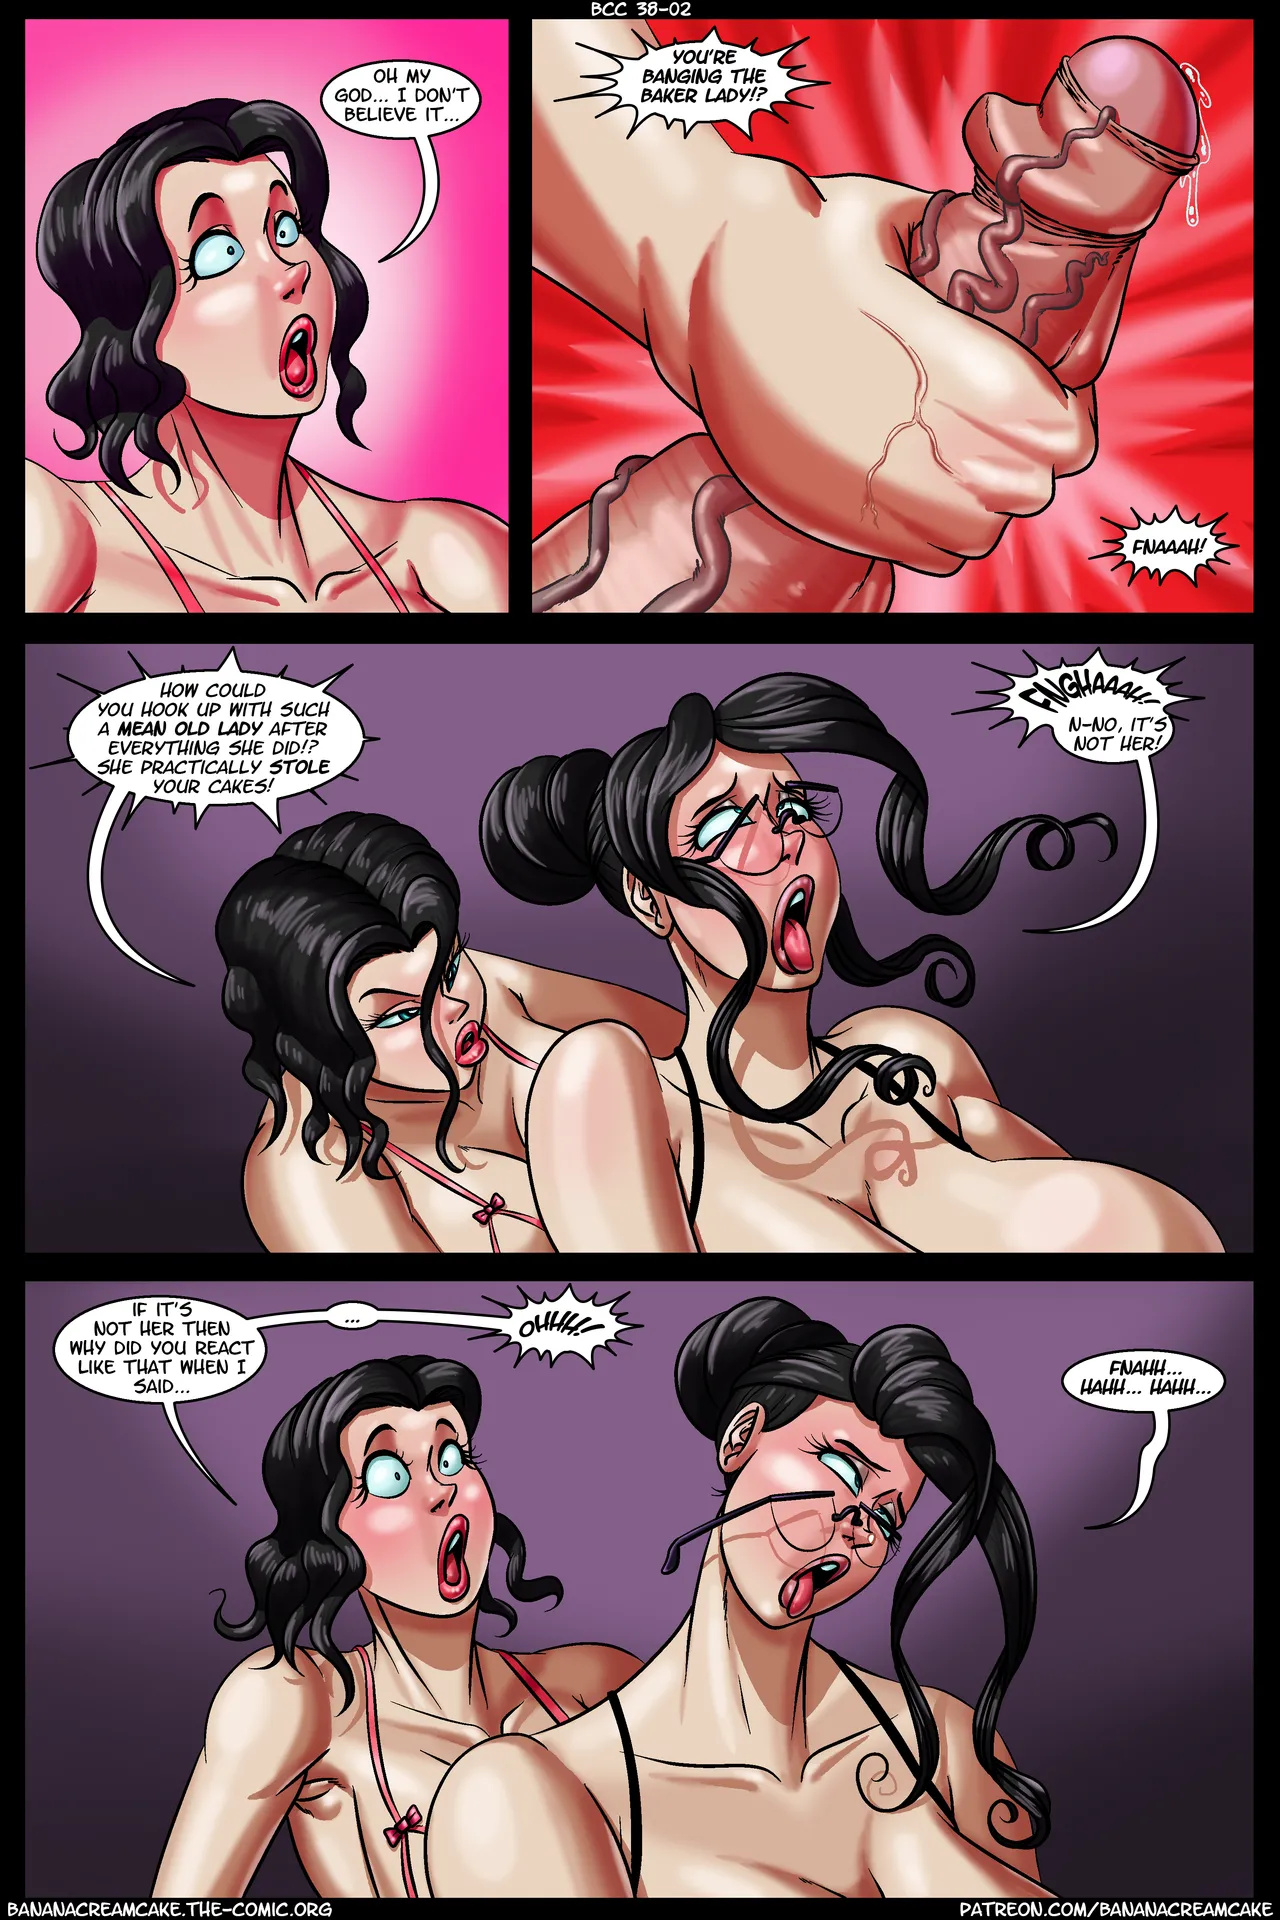 BCC 38-02
OH MY
GOD... I DON'T
BELIEVE IT...
YOU'RE
BANGING THE
BAKER LADY!?
FNAAAH!
HOW COULD
YOU HOOK UP WITH SUCH
A MEAN OLD LADY AFTER
EVERYTHING SHE DID!?
SHE PRACTICALLY STOLE
YOUR CAKES!
FNGHAAAH!
N-NO, IT'S
NOT HER!
IF IT'S
NOT HER THEN
WHY DID YOU REACT
LIKE THAT WHEN I
SAID...
...
OHHH!!
FNAHH...
HAHH... HAHH...
BANANACREAMCAKE.THE-COMIC.ORG
PATREON.COM/BANANACREAMCAKE